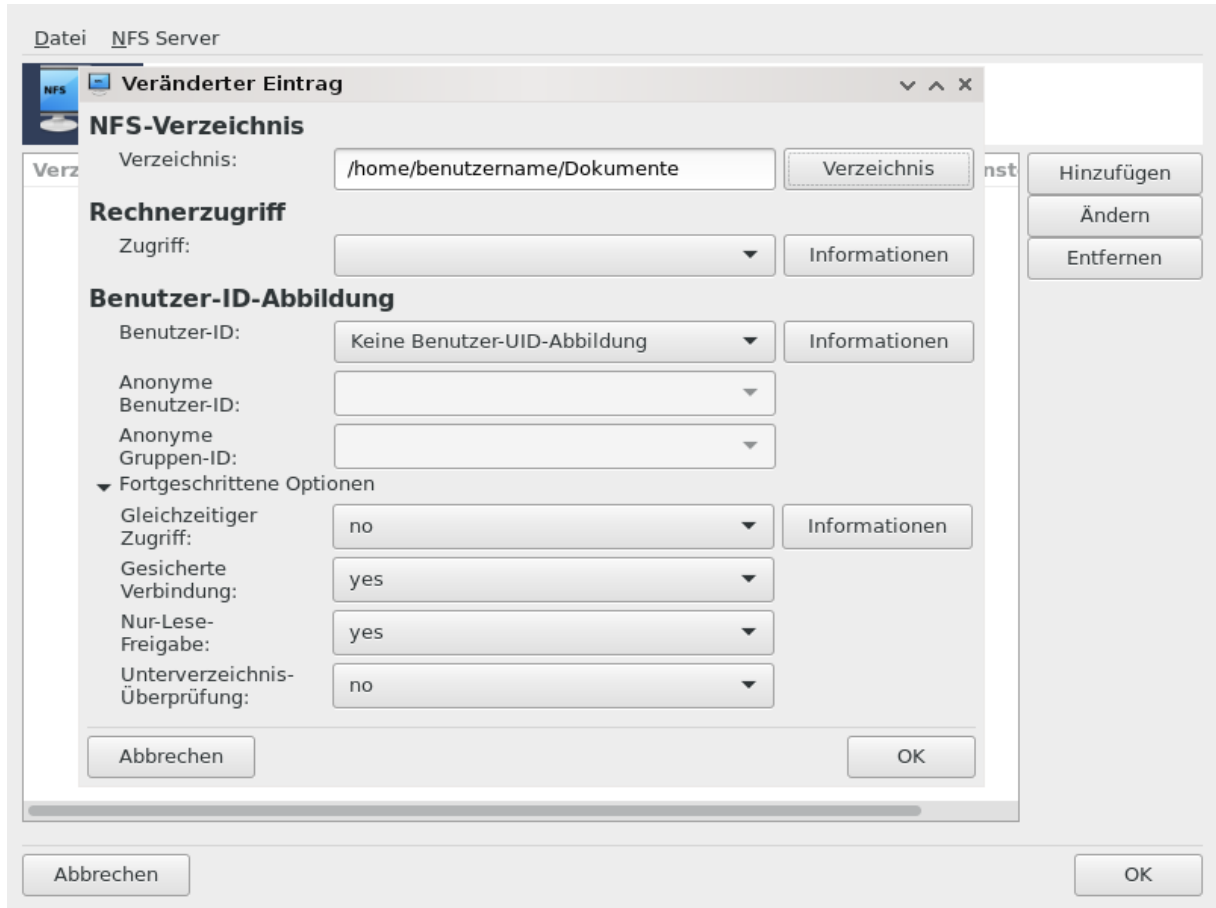 Datei NFS Server
NFS
Veränderter Eintrag
NFS-Verzeichnis
Verzeichnis: /home/benutzername/Dokumente Verzeichnis
Rechnerzugriff
Zugriff: Informationen
Benutzer-ID-Abbildung
Benutzer-ID: Keine Benutzer-UID-Abbildung Informationen
Anonyme
Benutzer-ID:
Anonyme
Gruppen-ID:
Fortgeschrittene Optionen
Gleichzeitiger
Zugriff: no Informationen
Gesicherte
Verbindung: yes
Nur-Lese-
Freigabe: yes
Unterverzeichnis-
Überprüfung: no
Abbrechen OK
Verz nst
Hinzufügen
Ändern
Entfernen
Abbrechen OK